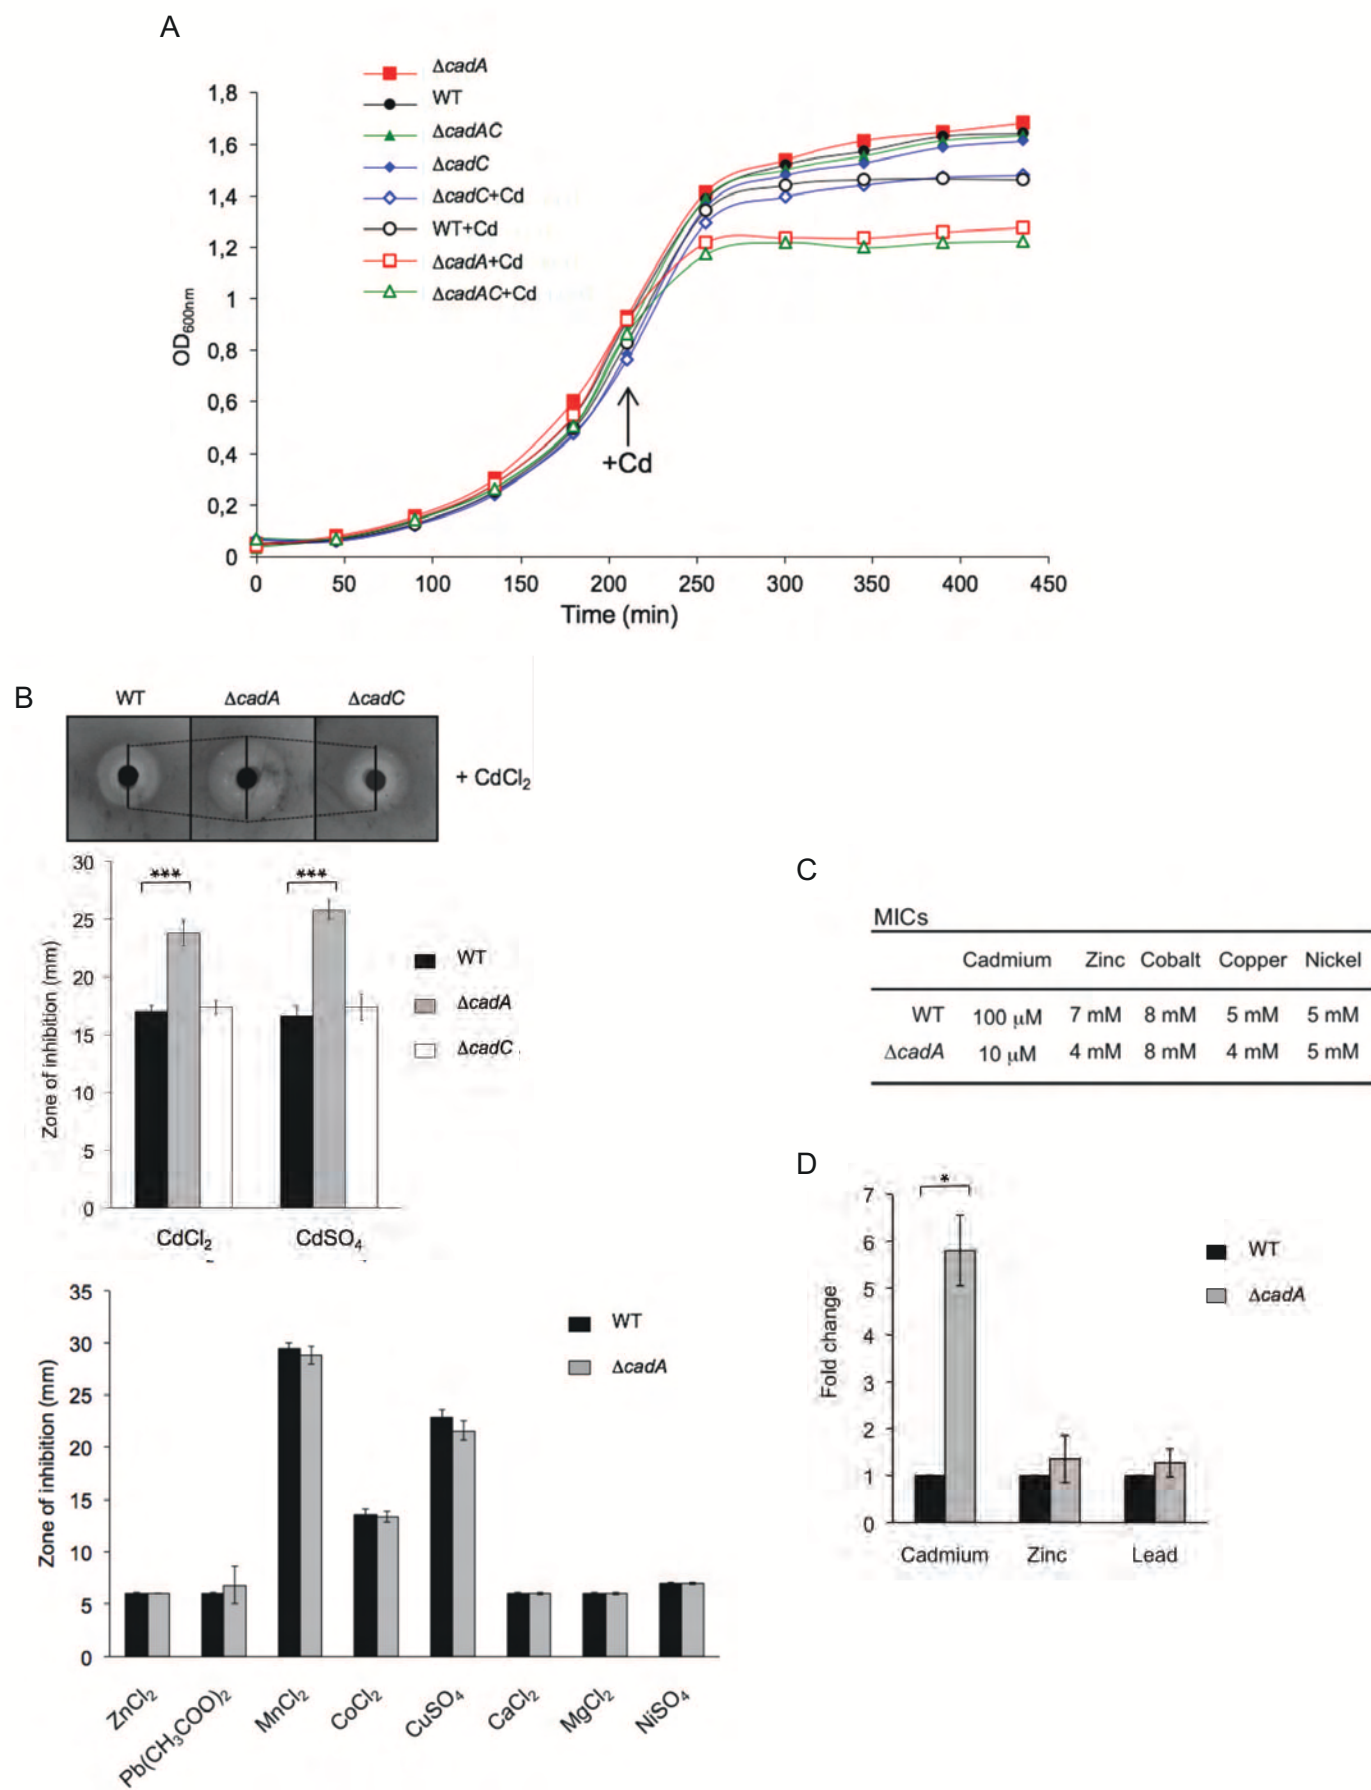 A
ΔcadA
WT
ΔcadAC
ΔcadC
ΔcadC+Cd
WT+Cd
ΔcadA+Cd
ΔcadAC+Cd
1,8
1,6
1,4
1,2
1
0,8
0,6
0,4
0,2
0
OD600nm
+Cd
0 50 100 150 200 250 300 350 400 450
Time (min)
B
WT ΔcadA ΔcadC
+ CdCl2
30
25
20
15
10
5
0
Zone of inhibition (mm)
*** ***
WT
ΔcadA
ΔcadC
CdCl2 CdSO4
C
MICs
Cadmium Zinc Cobalt Copper Nickel
WT 100 μM 7 mM 8 mM 5 mM 5 mM
ΔcadA 10 μM 4 mM 8 mM 4 mM 5 mM
35
30
25
20
15
10
5
0
Zone of inhibition (mm)
WT
ΔcadA
ZnCl2 Pb(CH3COO)2 MnCl2 CoCl2 CuSO4 CaCl2 MgCl2 NiSO4
D
7
6
5
4
3
2
1
0
Fold change
*
WT
ΔcadA
Cadmium Zinc Lead